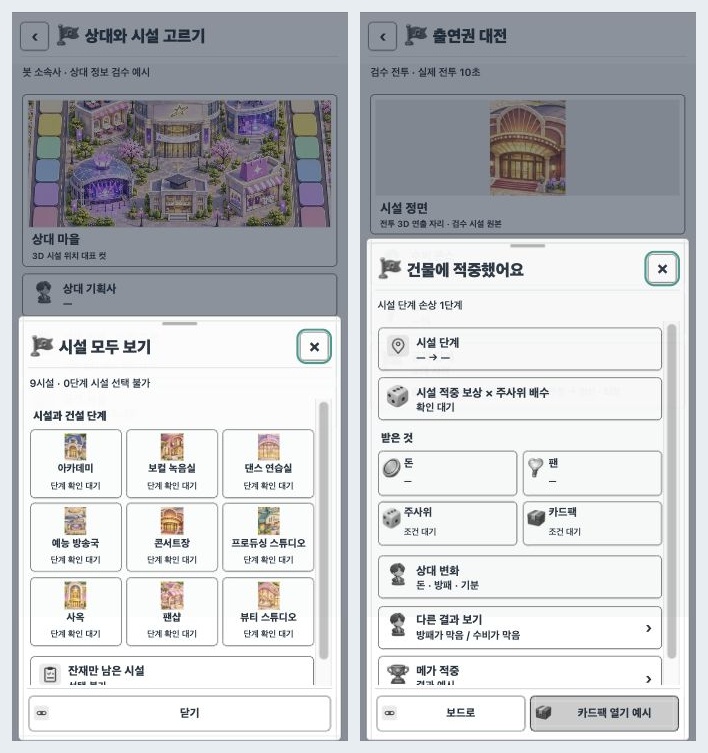 상대와 시설 고르기
봇 소속사 · 상대 정보 검수 예시
상대 마을
3D 시설 위치 대표 컷
상대 기획사
—
시설 모두 보기
9시설 · 0단계 시설 선택 불가
시설과 건설 단계
아카데미
단계 확인 대기
보컬 녹음실
단계 확인 대기
댄스 연습실
단계 확인 대기
예능 방송국
단계 확인 대기
콘서트장
단계 확인 대기
프로듀싱 스튜디오
단계 확인 대기
사옥
단계 확인 대기
팬샵
단계 확인 대기
뷰티 스튜디오
단계 확인 대기
잔재만 남은 시설
닫기
출연권 대전
검수 전투 · 실제 전투 10초
시설 정면
전투 3D 연출 자리 · 검수 시설 원본
건물에 적중했어요
시설 단계 손상 1단계
시설 단계
— → —
시설 적중 보상 × 주사위 배수
확인 대기
받은 것
돈
—
팬
—
주사위
조건 대기
카드팩
조건 대기
상대 변화
돈 · 방패 · 기분
다른 결과 보기
방패가 막음 / 수비가 막음
메가 적중
결과 예시
보드로
카드팩 열기 예시